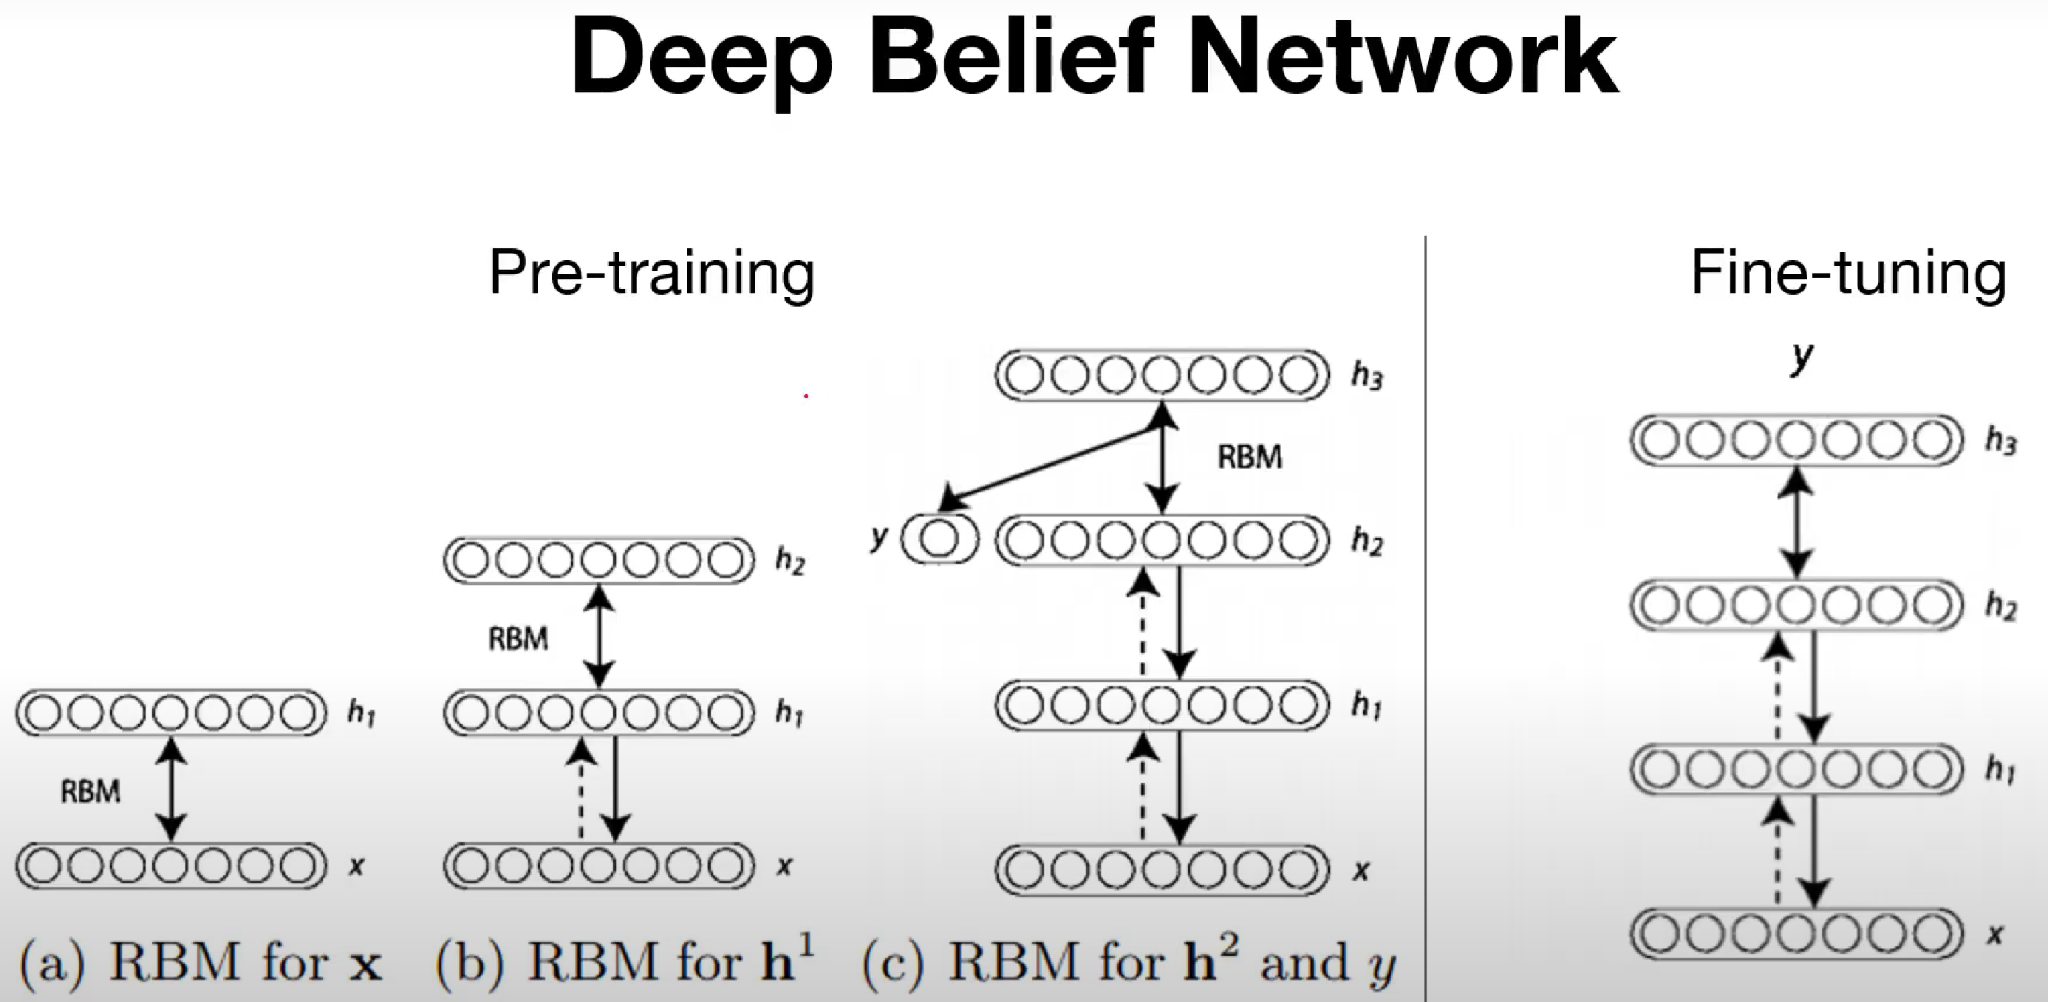 Deep Belief Network
Pre-training
h1
RBM
x
(a) RBM for x
h2
RBM
h1
x
(b) RBM for h¹
h3
RBM
y
h2
h1
x
(c) RBM for h² and y
Fine-tuning
y
h3
h2
h1
x